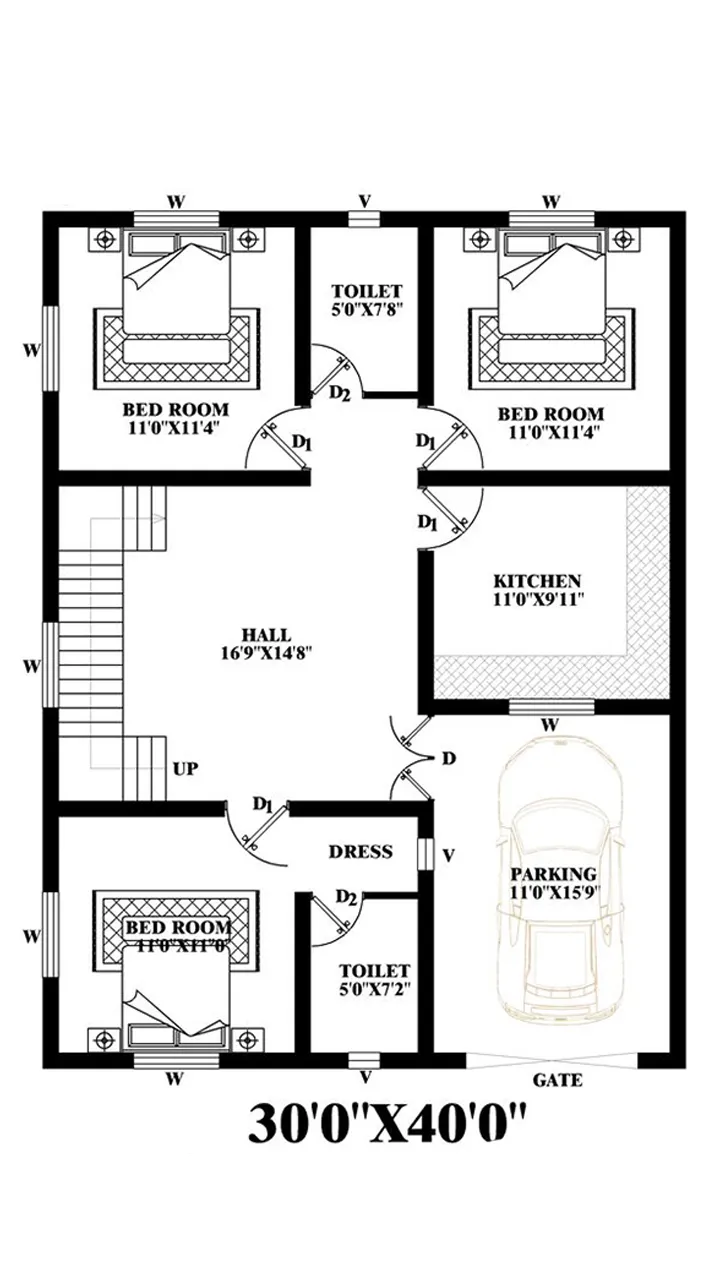 W V W
TOILET
5'0"X7'8"
W
D2
BED ROOM
11'0"X11'4"
BED ROOM
11'0"X11'4"
D1
D1
D1
KITCHEN
11'0"X9'11"
HALL
16'9"X14'8"
W
W
D
UP
D1
DRESS
V
PARKING
11'0"X15'9"
D2
BED ROOM
11'0"X11'0"
W
TOILET
5'0"X7'2"
W V
GATE
30'0"X40'0"